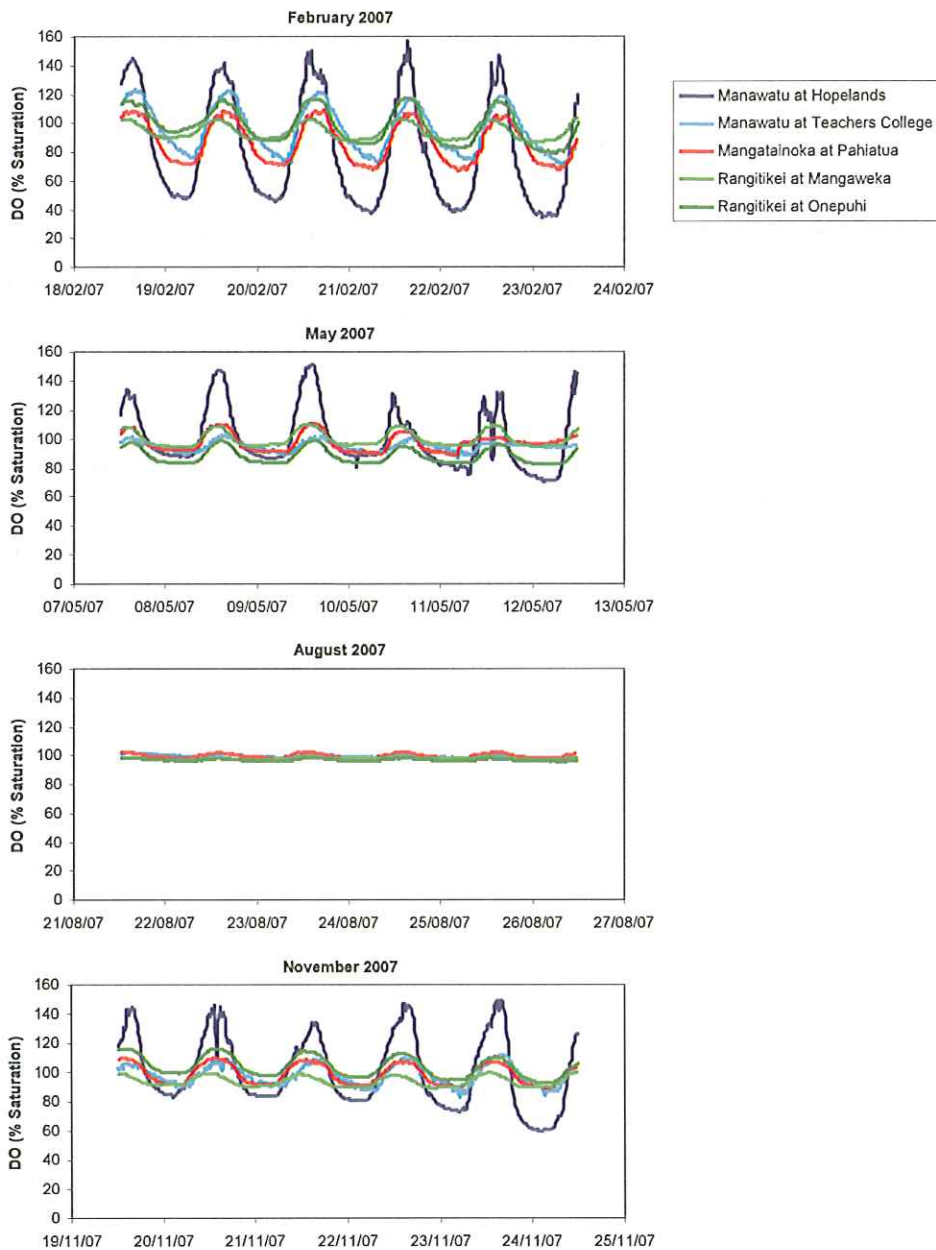 February 2007
160
140
120
100
80
60
40
20
0
DO (% Saturation)
18/02/07 19/02/07 20/02/07 21/02/07 22/02/07 23/02/07 24/02/07
Manawatu at Hopelands
Manawatu at Teachers College
Mangatainoka at Pahiatua
Rangitikei at Mangaweka
Rangitikei at Onepuhi
May 2007
160
140
120
100
80
60
40
20
0
DO (% Saturation)
07/05/07 08/05/07 09/05/07 10/05/07 11/05/07 12/05/07 13/05/07
August 2007
160
140
120
100
80
60
40
20
0
DO (% Saturation)
21/08/07 22/08/07 23/08/07 24/08/07 25/08/07 26/08/07 27/08/07
November 2007
160
140
120
100
80
60
40
20
0
DO (% Saturation)
19/11/07 20/11/07 21/11/07 22/11/07 23/11/07 24/11/07 25/11/07